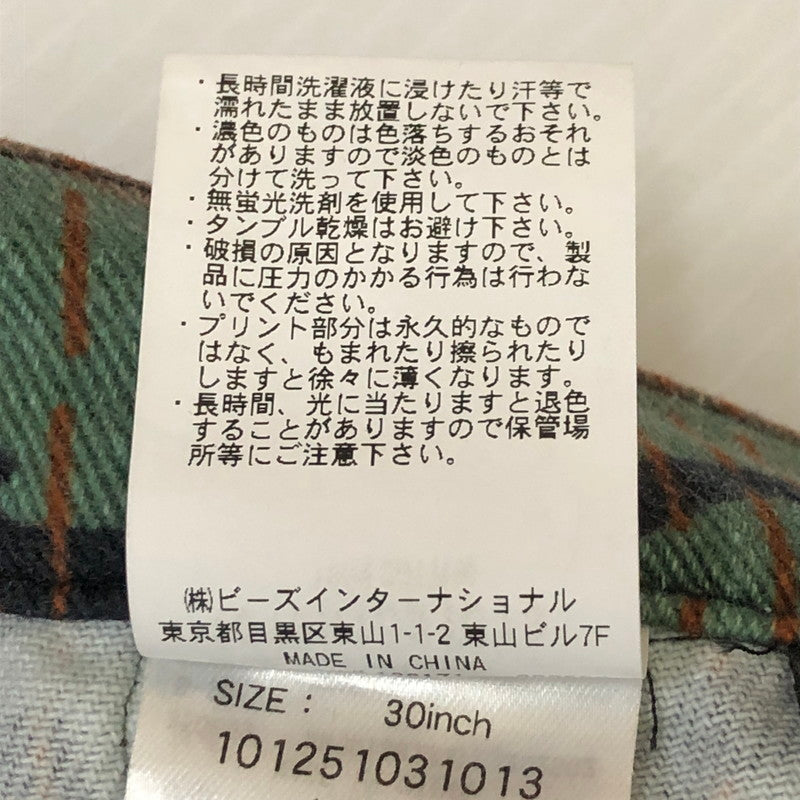 ・長時間洗濯液に浸けたり汗等で
濡れたまま放置しないで下さい。
・濃色のものは色落ちするおそれ
がありますので淡色のものとは
分けて洗って下さい。
・無蛍光洗剤を使用して下さい。
・タンブル乾燥はお避け下さい。
・破損の原因となりますので、製
品に圧力のかかる行為は行わな
いでください。
・プリント部分は永久的なもので
はなく、もまれたり擦られたり
しますと徐々に薄くなります。
・長時間、光に当たりますと退色
することがありますので保管場
所等にご注意下さい。
㈱ビーズインターナショナル
東京都目黒区東山1-1-2 東山ビル7F
MADE IN CHINA
SIZE : 30inch
101251031013